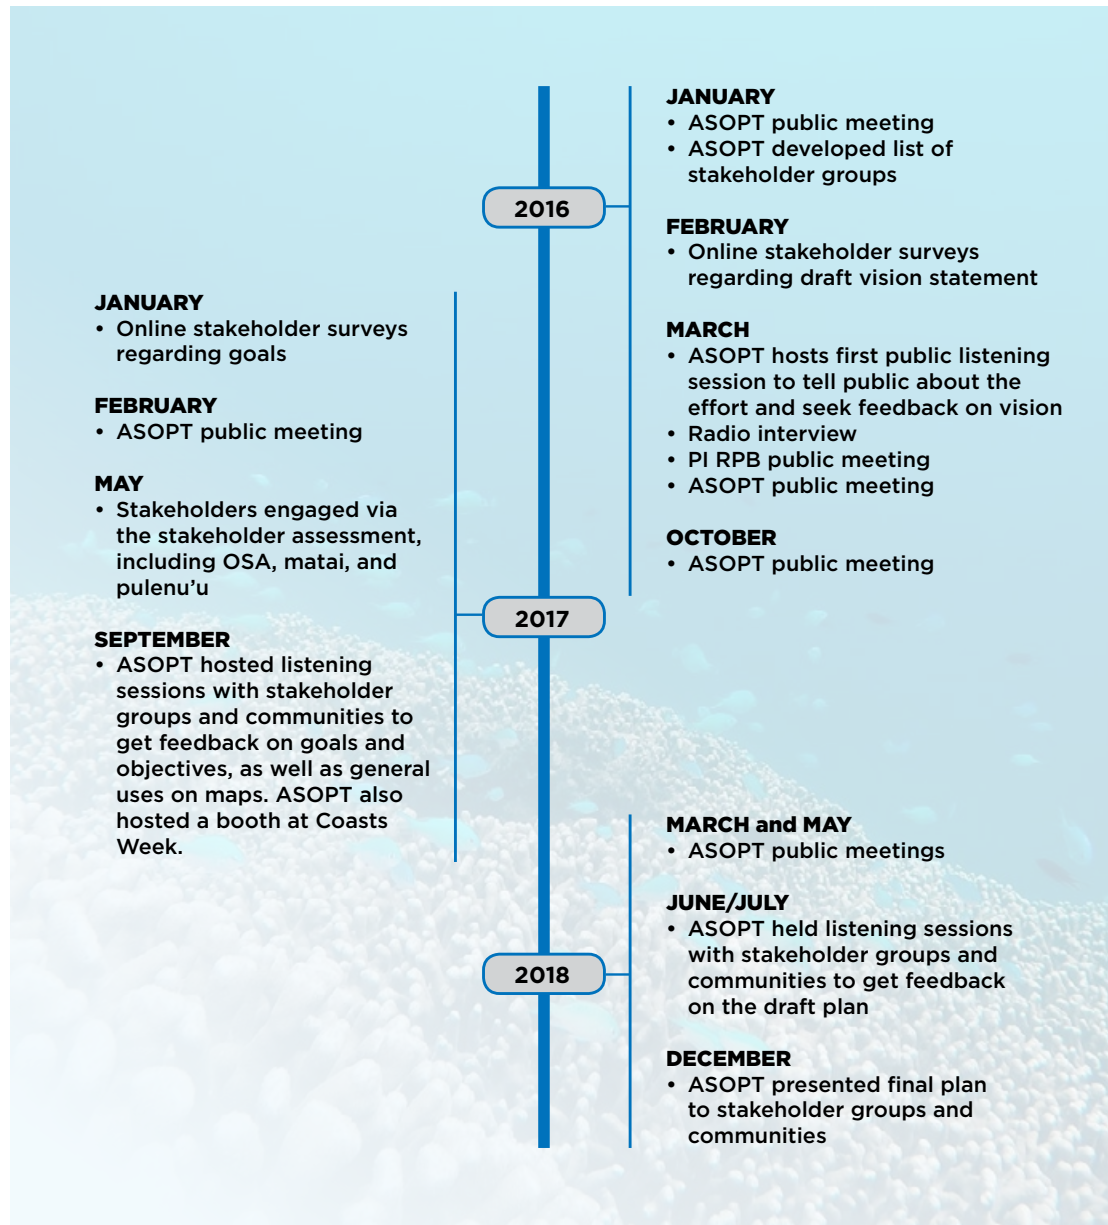 2016
JANUARY
• ASOPT public meeting
• ASOPT developed list of
stakeholder groups
FEBRUARY
• Online stakeholder surveys
regarding draft vision statement
MARCH
• ASOPT hosts first public listening
session to tell public about the
effort and seek feedback on vision
• Radio interview
• PI RPB public meeting
• ASOPT public meeting
OCTOBER
• ASOPT public meeting
2017
JANUARY
• Online stakeholder surveys
regarding goals
FEBRUARY
• ASOPT public meeting
MAY
• Stakeholders engaged via
the stakeholder assessment,
including OSA, matai, and
pulenu’u
SEPTEMBER
• ASOPT hosted listening
sessions with stakeholder
groups and communities to
get feedback on goals and
objectives, as well as general
uses on maps. ASOPT also
hosted a booth at Coasts
Week.
2018
MARCH and MAY
• ASOPT public meetings
JUNE/JULY
• ASOPT held listening sessions
with stakeholder groups and
communities to get feedback
on the draft plan
DECEMBER
• ASOPT presented final plan
to stakeholder groups and
communities